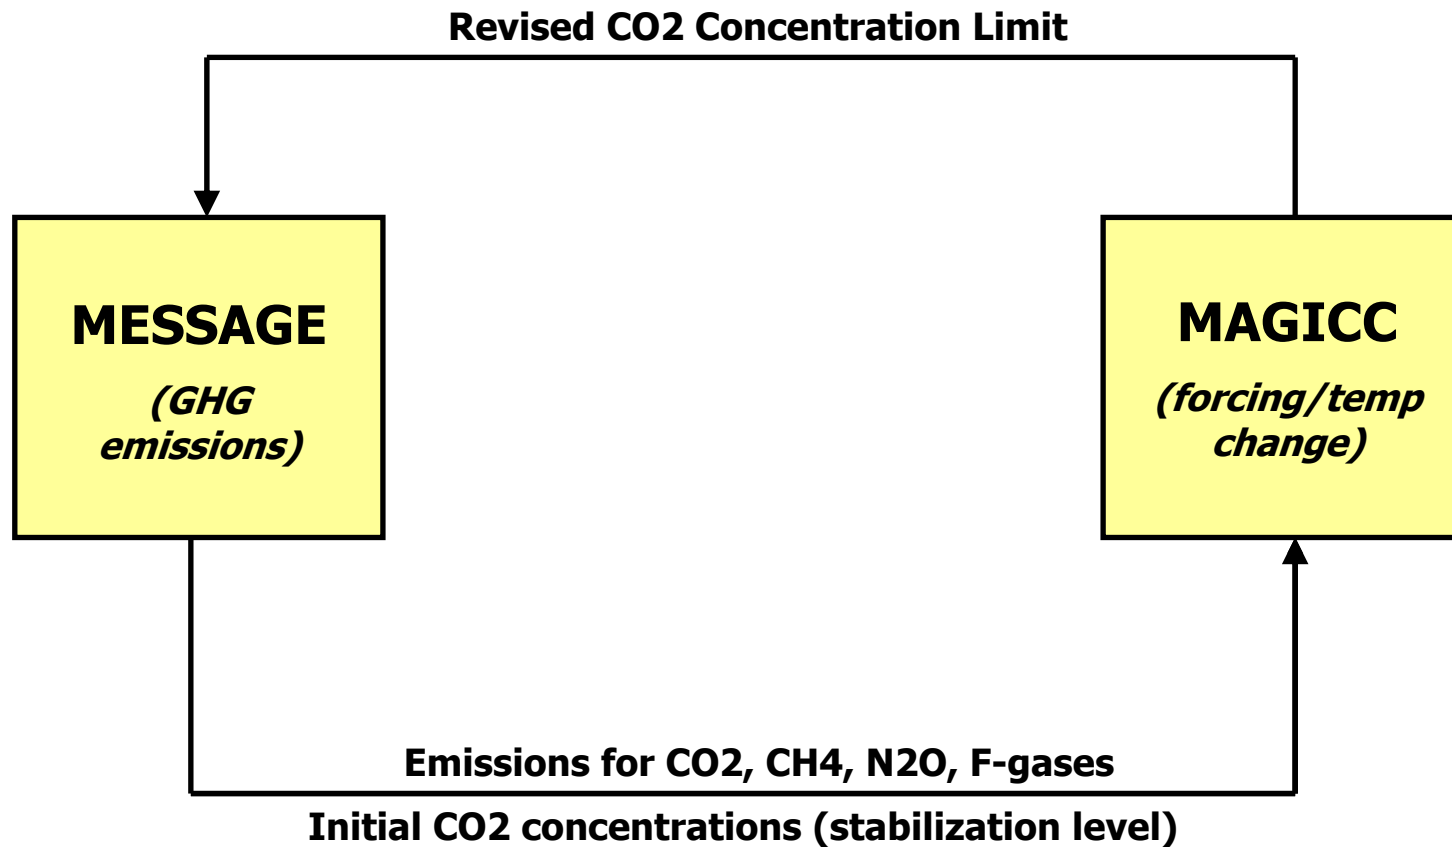 Revised CO2 Concentration Limit
MESSAGE
(GHG
emissions)
MAGICC
(forcing/temp
change)
Emissions for CO2, CH4, N2O, F-gases
Initial CO2 concentrations (stabilization level)